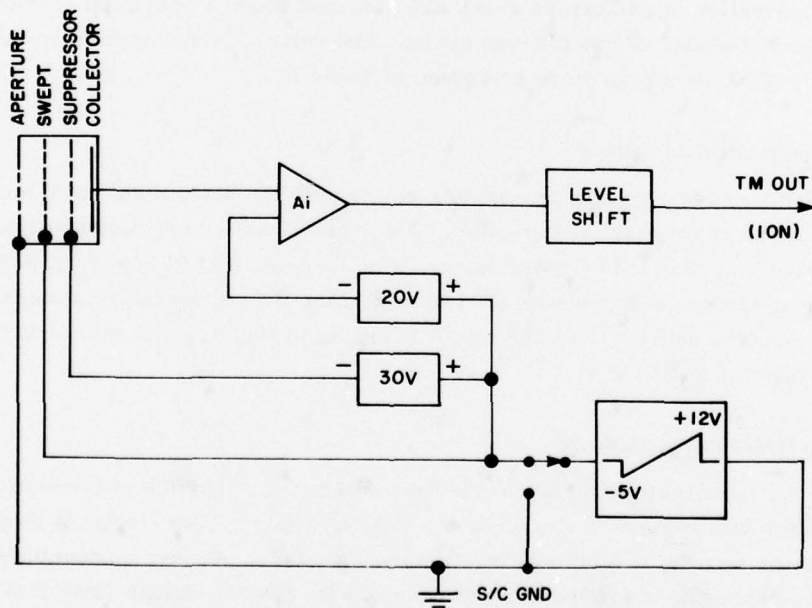 APERTURE
SWEPT
SUPPRESSOR
COLLECTOR
Ai
LEVEL
SHIFT
TM OUT
(ION)
− 20V +
− 30V +
+12V
−5V
S/C GND